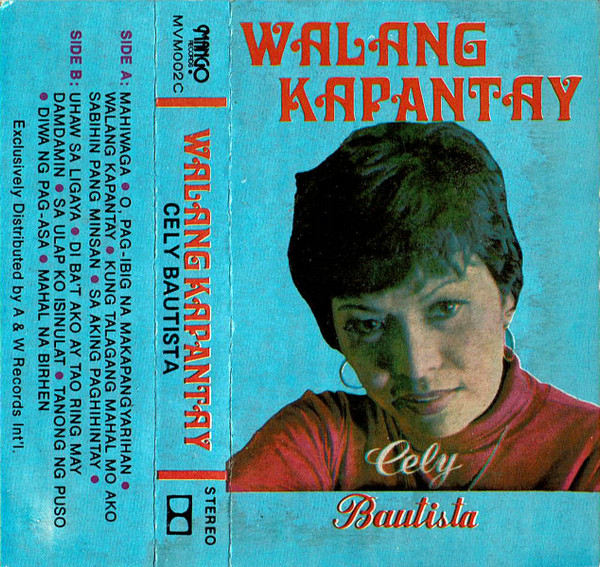 SIDE A: MAHIWAGA • O, PAG-IBIG NA MAKAPANGYARIHAN •
WALANG KAPANTAY • KUNG TALAGANG MAHAL MO AKO
SABIHIN PANG MINSAN • SA AKING PAGHIHINTAY •
SIDE B: UHAW SA LIGAYA • DI BA'T AKO AY TAO RING MAY
DAMDAMIN • SA ULAP KO ISINULAT • TANONG NG PUSO
• DIWA NG PAG-ASA • MAHAL NA BIRHEN
Exclusively Distributed by A & W Records Int'l.
MANGO
RECORDS
MVM002C
WALANG KAPANTAY
CELY BAUTISTA
STEREO
WALANG
KAPANTAY
Cely
Bautista